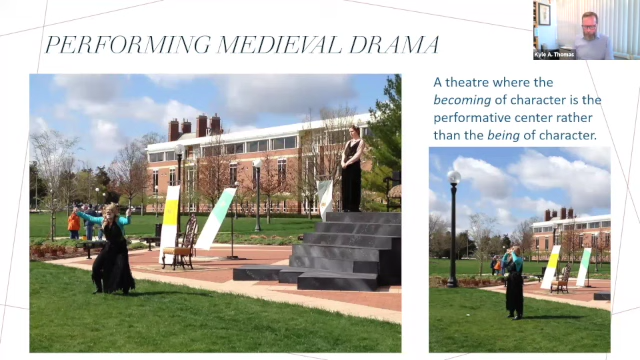 PERFORMING MEDIEVAL DRAMA
Kyle A. Thomas
A theatre where the
becoming of character is the
performative center rather
than the being of character.